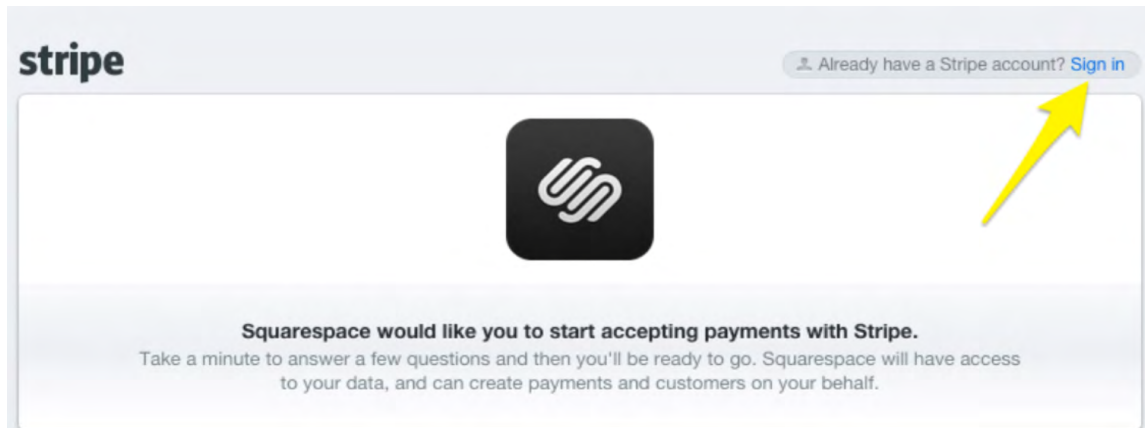 stripe
Already have a Stripe account? Sign in
Squarespace would like you to start accepting payments with Stripe.
Take a minute to answer a few questions and then you'll be ready to go. Squarespace will have access
to your data, and can create payments and customers on your behalf.